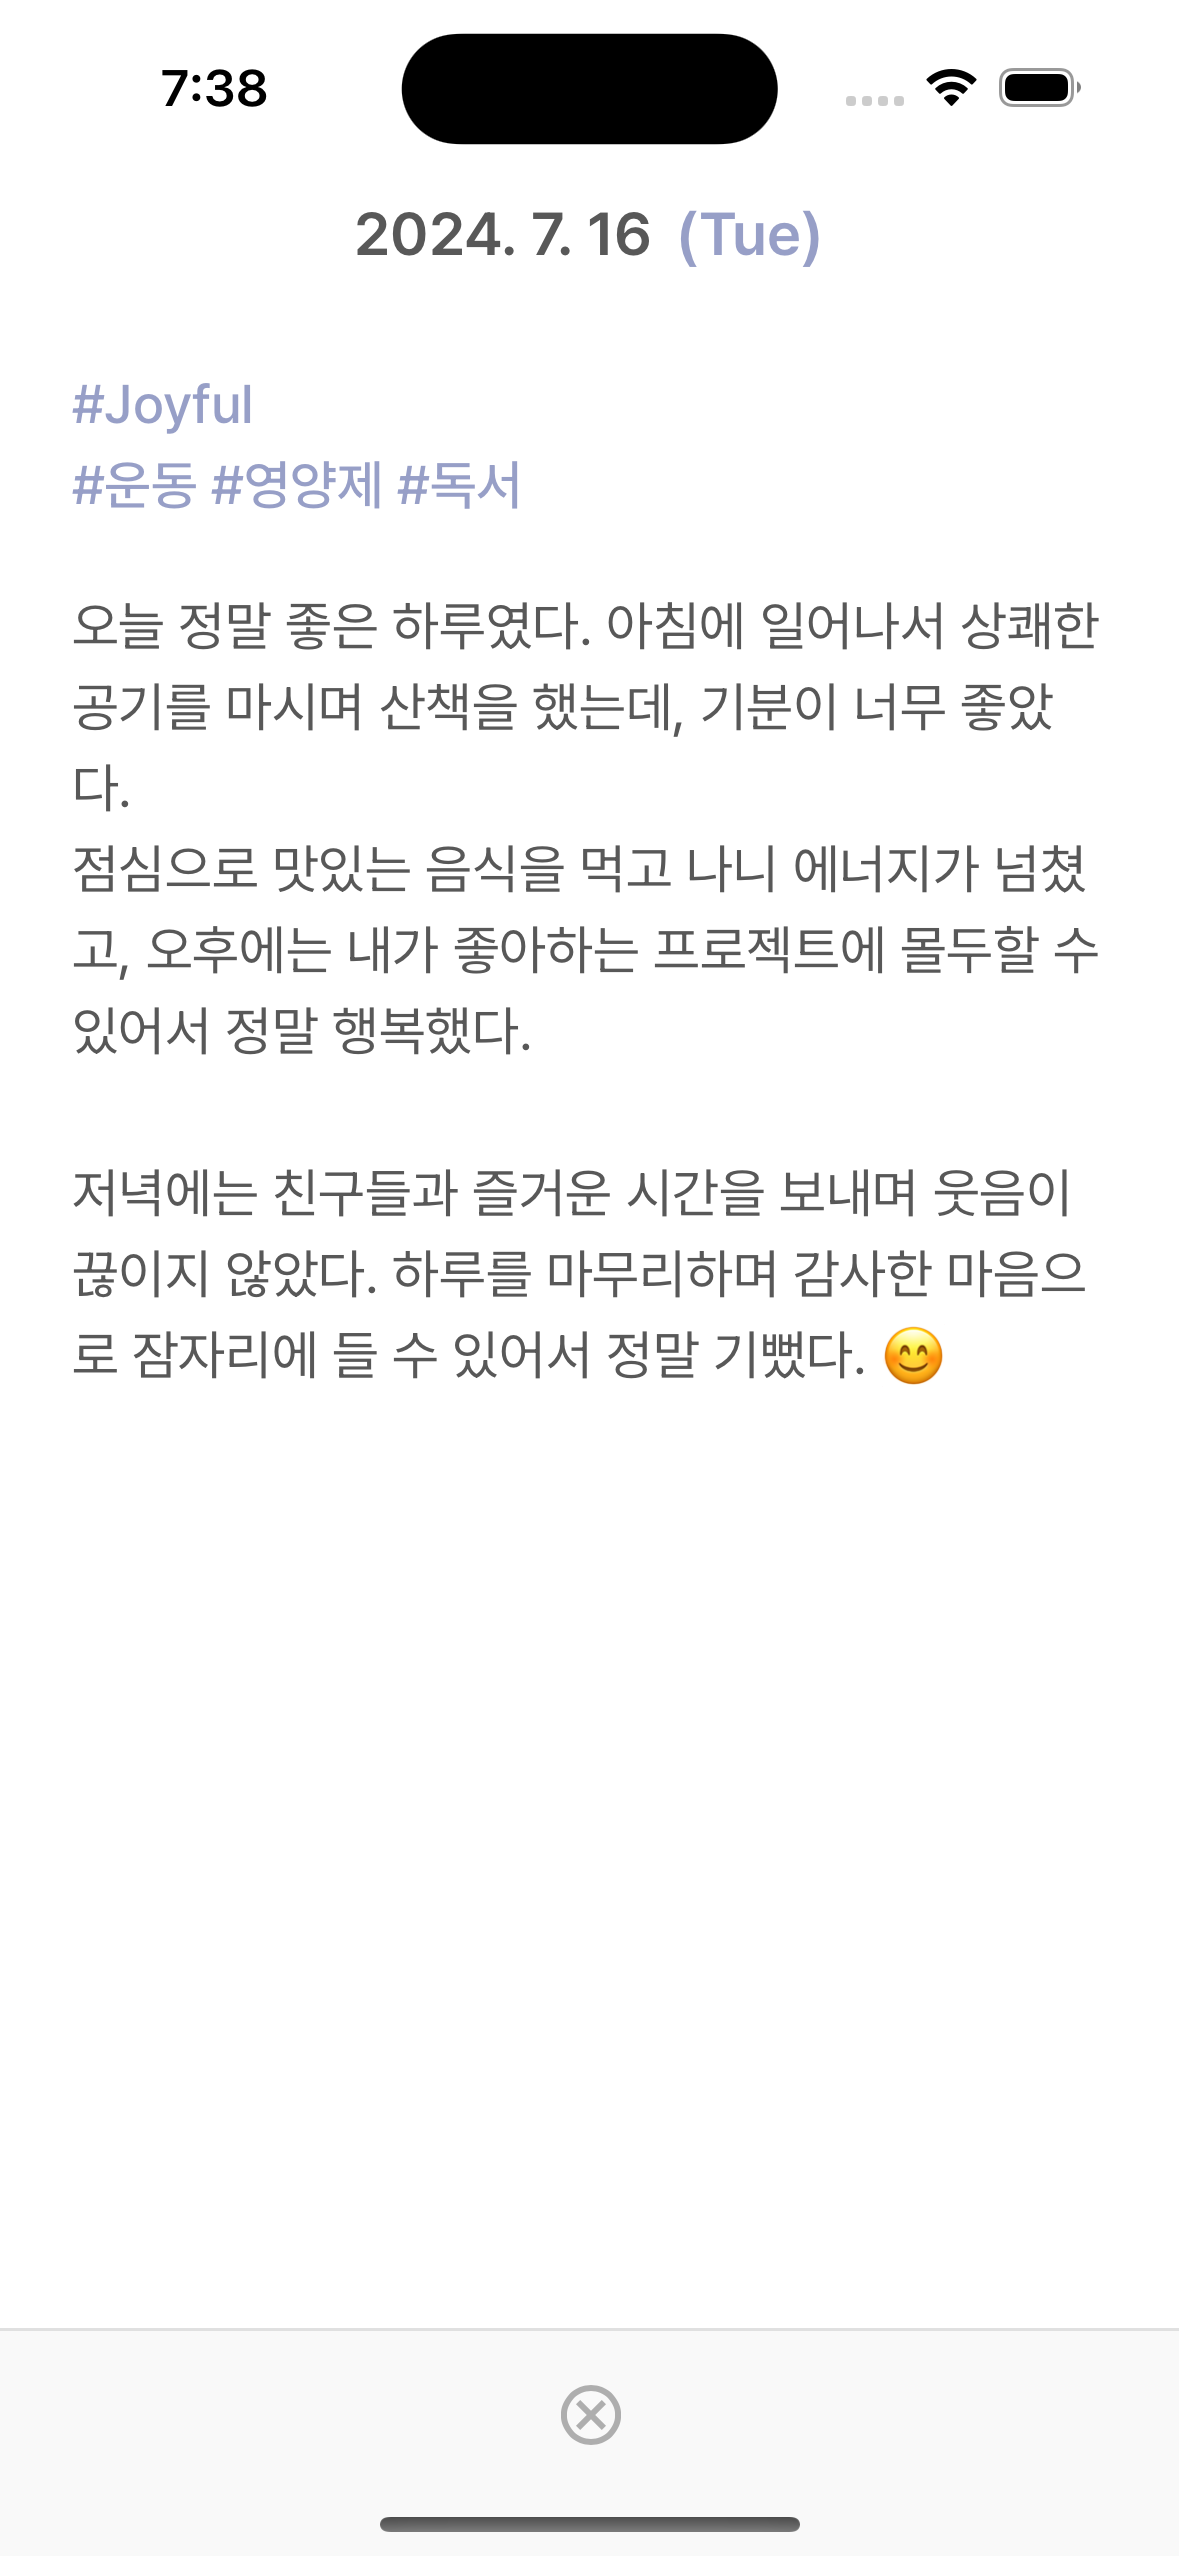 7:38
2024. 7. 16 (Tue)
#Joyful
#운동 #영양제 #독서
오늘 정말 좋은 하루였다. 아침에 일어나서 상쾌한
공기를 마시며 산책을 했는데, 기분이 너무 좋았
다.
점심으로 맛있는 음식을 먹고 나니 에너지가 넘쳤
고, 오후에는 내가 좋아하는 프로젝트에 몰두할 수
있어서 정말 행복했다.
저녁에는 친구들과 즐거운 시간을 보내며 웃음이
끊이지 않았다. 하루를 마무리하며 감사한 마음으
로 잠자리에 들 수 있어서 정말 기뻤다. 😊